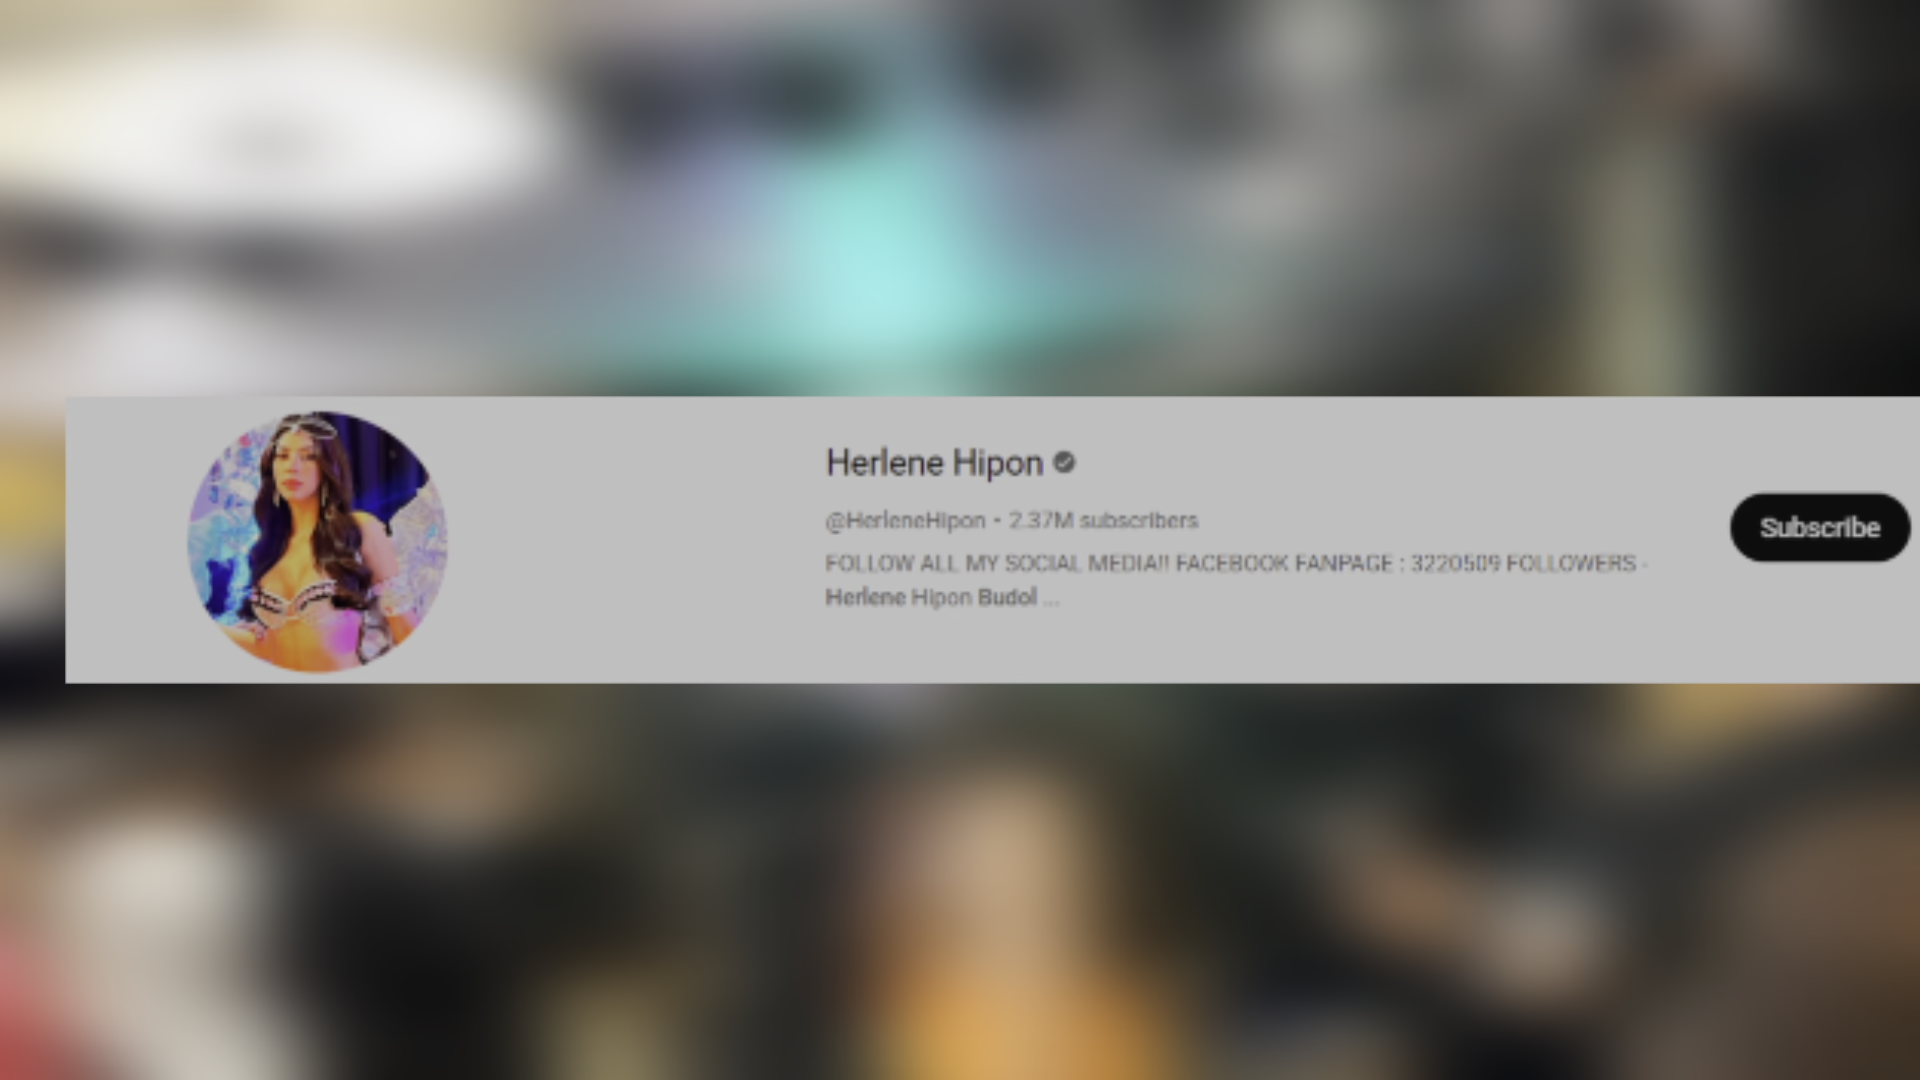 Herlene Hipon
@HerleneHipon • 2.37M subscribers
FOLLOW ALL MY SOCIAL MEDIA!! FACEBOOK FANPAGE : 3220509 FOLLOWERS -
Herlene Hipon Budol ...
Subscribe